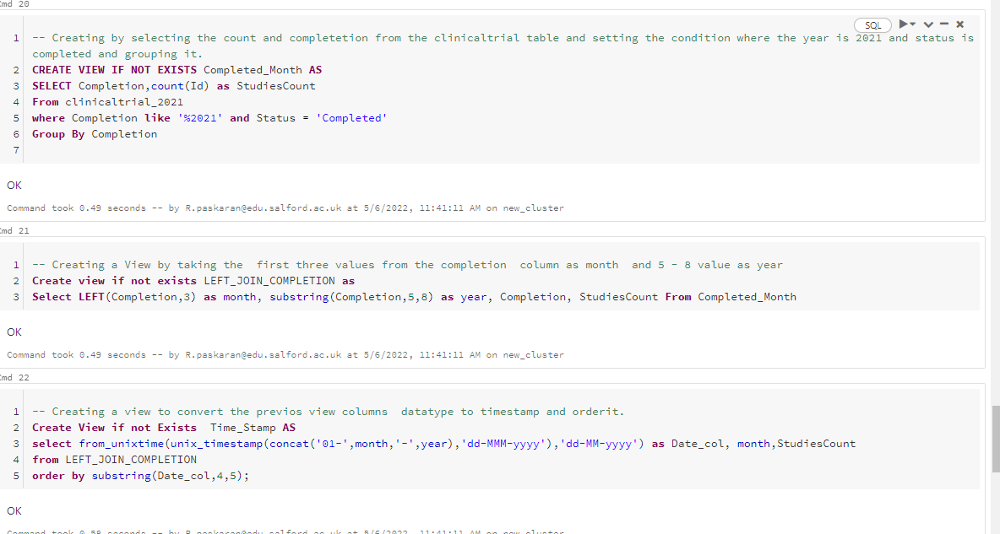 Cmd 20
SQL
1 -- Creating by selecting the count and completetion from the clinicaltrial table and setting the condition where the year is 2021 and status is
completed and grouping it.
2 CREATE VIEW IF NOT EXISTS Completed_Month AS
3 SELECT Completion,count(Id) as StudiesCount
4 From clinicaltrial_2021
5 where Completion like '%2021' and Status = 'Completed'
6 Group By Completion
7
OK
Command took 0.49 seconds -- by R.paskaran@edu.salford.ac.uk at 5/6/2022, 11:41:11 AM on new_cluster
Cmd 21
1 -- Creating a View by taking the  first three values from the completion  column as month  and 5 - 8 value as year
2 Create view if not exists LEFT_JOIN_COMPLETION as
3 Select LEFT(Completion,3) as month, substring(Completion,5,8) as year, Completion, StudiesCount From Completed_Month
OK
Command took 0.49 seconds -- by R.paskaran@edu.salford.ac.uk at 5/6/2022, 11:41:11 AM on new_cluster
Cmd 22
1 -- Creating a view to convert the previos view columns  datatype to timestamp and orderit.
2 Create View if not Exists  Time_Stamp AS
3 select from_unixtime(unix_timestamp(concat('01-',month,'-',year),'dd-MMM-yyyy'),'dd-MM-yyyy') as Date_col, month,StudiesCount
4 from LEFT_JOIN_COMPLETION
5 order by substring(Date_col,4,5);
OK
Command took 0.58 seconds -- by R.paskaran@edu.salford.ac.uk at 5/6/2022, 11:41:11 AM on new_cluster